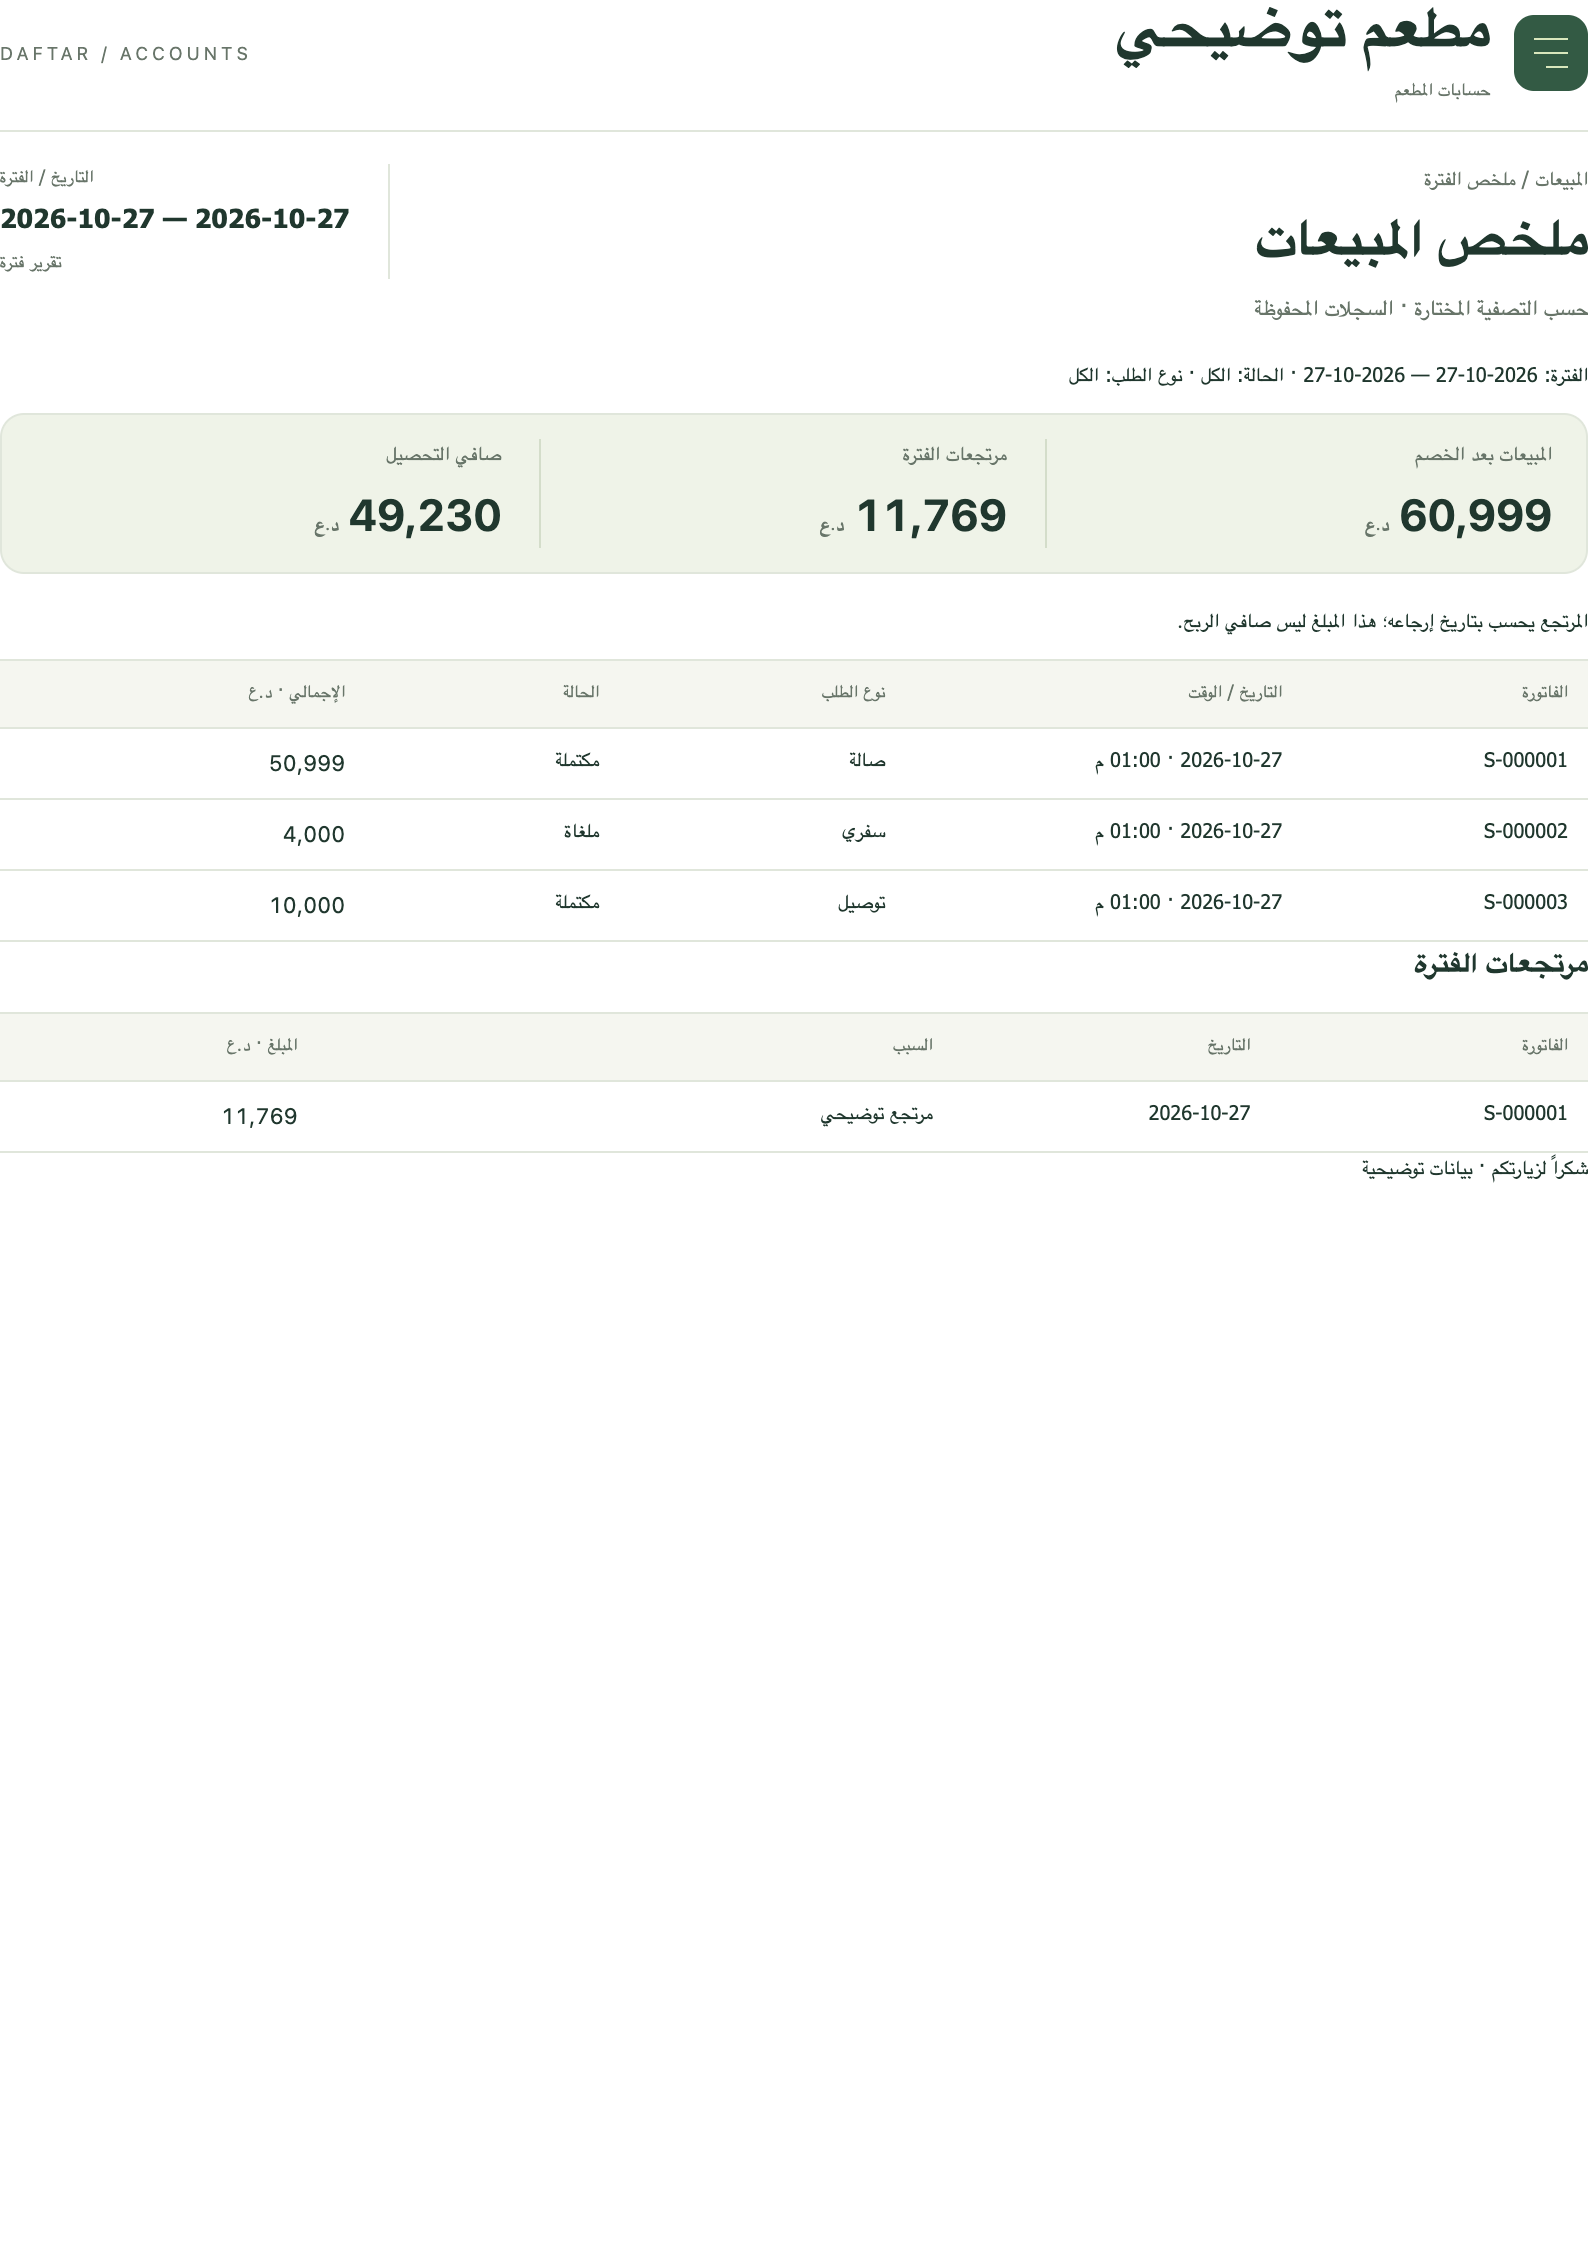 مطعم توضيحي
حسابات المطعم
DAFTAR / ACCOUNTS
المبيعات / ملخص الفترة
ملخص المبيعات
حسب التصفية المختارة · السجلات المحفوظة
التاريخ / الفترة
2026-10-27 — 2026-10-27
تقرير فترة
الفترة: 2026-10-27 — 2026-10-27 · الحالة: الكل · نوع الطلب: الكل
المبيعات بعد الخصم مرتجعات الفترة صافي التحصيل
60,999 د.ع 11,769 د.ع 49,230 د.ع
المرتجع يحسب بتاريخ إرجاعه؛ هذا المبلغ ليس صافي الربح.
الفاتورة التاريخ / الوقت نوع الطلب الحالة الإجمالي · د.ع
S-000001 2026-10-27 · 01:00 م صالة مكتملة 50,999
S-000002 2026-10-27 · 01:00 م سفري ملغاة 4,000
S-000003 2026-10-27 · 01:00 م توصيل مكتملة 10,000
مرتجعات الفترة
الفاتورة التاريخ السبب المبلغ · د.ع
S-000001 2026-10-27 مرتجع توضيحي 11,769
شكراً لزيارتكم · بيانات توضيحية